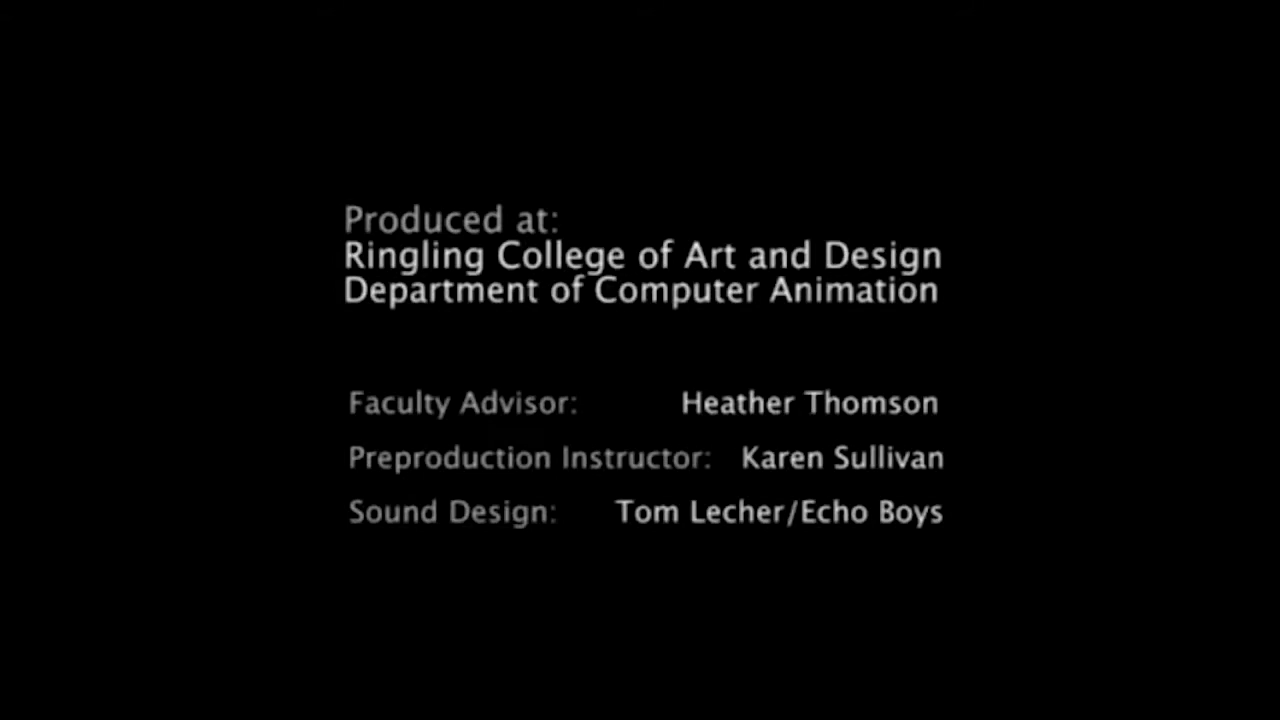 Produced at:
Ringling College of Art and Design
Department of Computer Animation
Faculty Advisor: Heather Thomson
Preproduction Instructor: Karen Sullivan
Sound Design: Tom Lecher/Echo Boys